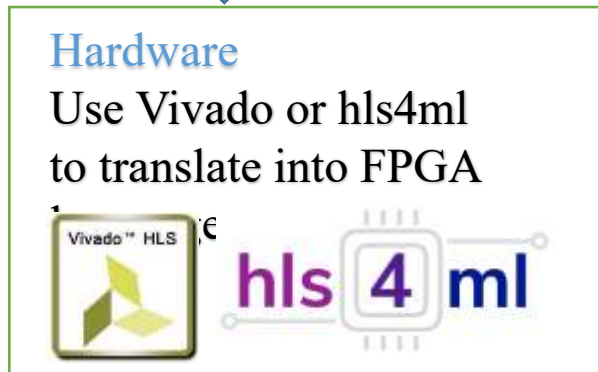 Hardware
Use Vivado or hls4ml
to translate into FPGA
Vivado™ HLS
hls 4 ml